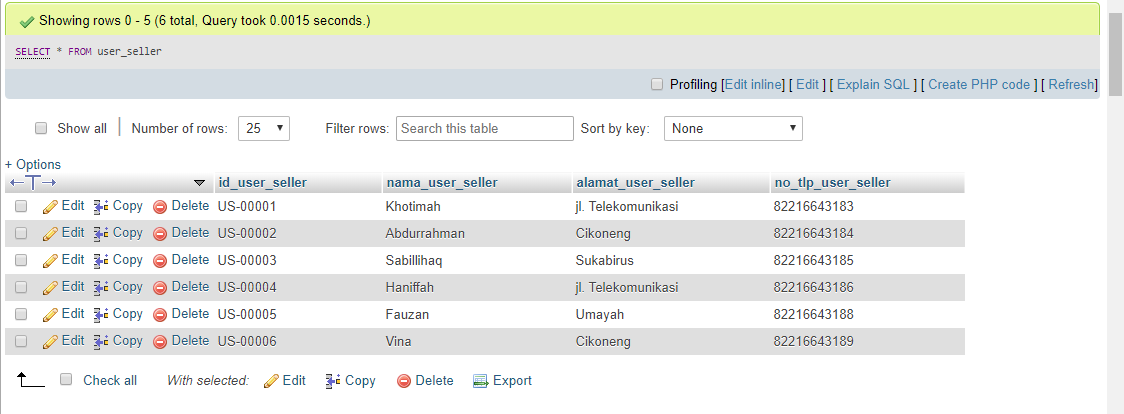 Showing rows 0 - 5 (6 total, Query took 0.0015 seconds.)
SELECT * FROM user_seller
Profiling [Edit inline] [ Edit ] [ Explain SQL ] [ Create PHP code ] [ Refresh]
Show all | Number of rows: 25 Filter rows: Search this table Sort by key: None
+ Options
id_user_seller nama_user_seller alamat_user_seller no_tlp_user_seller
Edit Copy Delete US-00001 Khotimah jl. Telekomunikasi 82216643183
Edit Copy Delete US-00002 Abdurrahman Cikoneng 82216643184
Edit Copy Delete US-00003 Sabillihaq Sukabirus 82216643185
Edit Copy Delete US-00004 Haniffah jl. Telekomunikasi 82216643186
Edit Copy Delete US-00005 Fauzan Umayah 82216643188
Edit Copy Delete US-00006 Vina Cikoneng 82216643189
Check all With selected: Edit Copy Delete Export